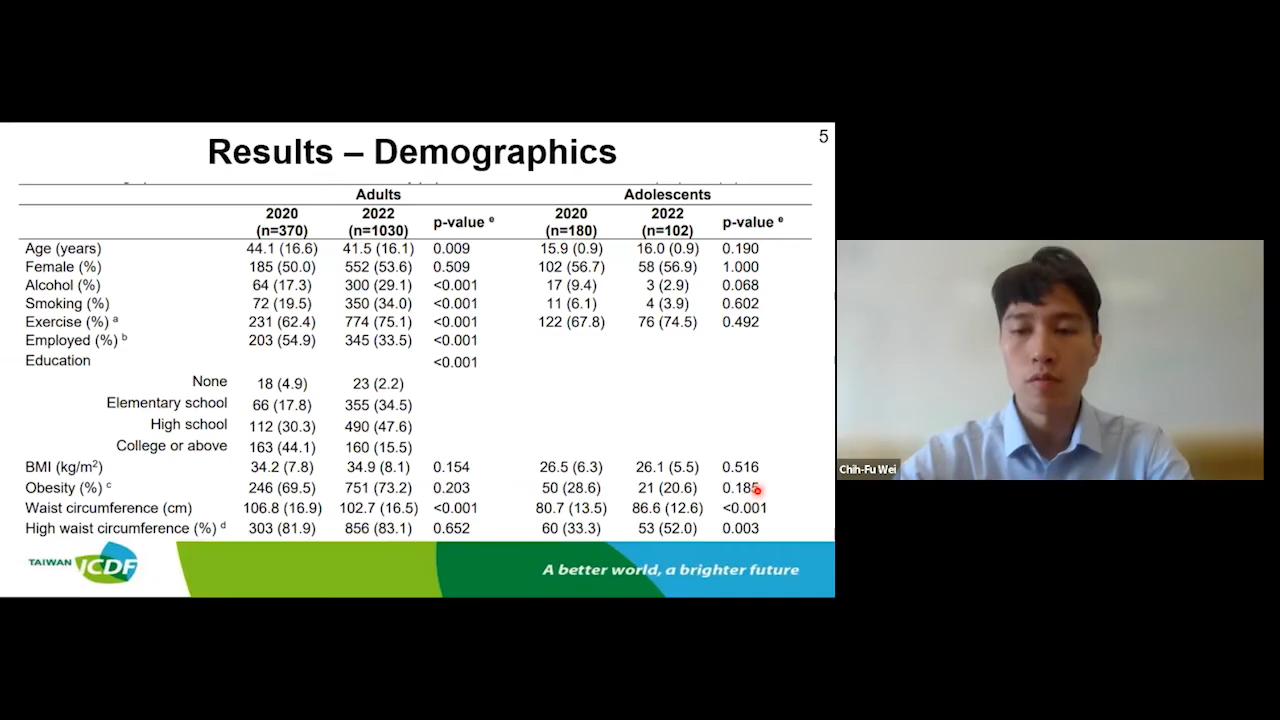 5
Results – Demographics
Adults Adolescents
2020 2022 p-value e 2020 2022 p-value e
(n=370) (n=1030) (n=180) (n=102)
Age (years) 44.1 (16.6) 41.5 (16.1) 0.009 15.9 (0.9) 16.0 (0.9) 0.190
Female (%) 185 (50.0) 552 (53.6) 0.509 102 (56.7) 58 (56.9) 1.000
Alcohol (%) 64 (17.3) 300 (29.1) <0.001 17 (9.4) 3 (2.9) 0.068
Smoking (%) 72 (19.5) 350 (34.0) <0.001 11 (6.1) 4 (3.9) 0.602
Exercise (%) a 231 (62.4) 774 (75.1) <0.001 122 (67.8) 76 (74.5) 0.492
Employed (%) b 203 (54.9) 345 (33.5) <0.001
Education <0.001
None 18 (4.9) 23 (2.2)
Elementary school 66 (17.8) 355 (34.5)
High school 112 (30.3) 490 (47.6)
College or above 163 (44.1) 160 (15.5)
BMI (kg/m2) 34.2 (7.8) 34.9 (8.1) 0.154 26.5 (6.3) 26.1 (5.5) 0.516
Obesity (%) c 246 (69.5) 751 (73.2) 0.203 50 (28.6) 21 (20.6) 0.185
Waist circumference (cm) 106.8 (16.9) 102.7 (16.5) <0.001 80.7 (13.5) 86.6 (12.6) <0.001
High waist circumference (%) d 303 (81.9) 856 (83.1) 0.652 60 (33.3) 53 (52.0) 0.003
TAIWAN ICDF
A better world, a brighter future
Chih-Fu Wei